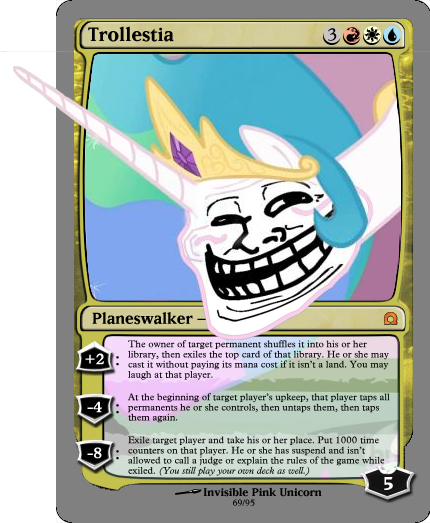 Trollestia 3
Planeswalker –
+2 : The owner of target permanent shuffles it into his or her
library, then exiles the top card of that library. He or she may
cast it without paying its mana cost if it isn't a land. You may
laugh at that player.
-4 : At the beginning of target player's upkeep, that player taps all
permanents he or she controls, then untaps them, then taps
them again.
-8 : Exile target player and take his or her place. Put 1000 time
counters on that player. He or she has suspend and isn't
allowed to call a judge or explain the rules of the game while
exiled. (You still play your own deck as well.)
5
Invisible Pink Unicorn
69/95